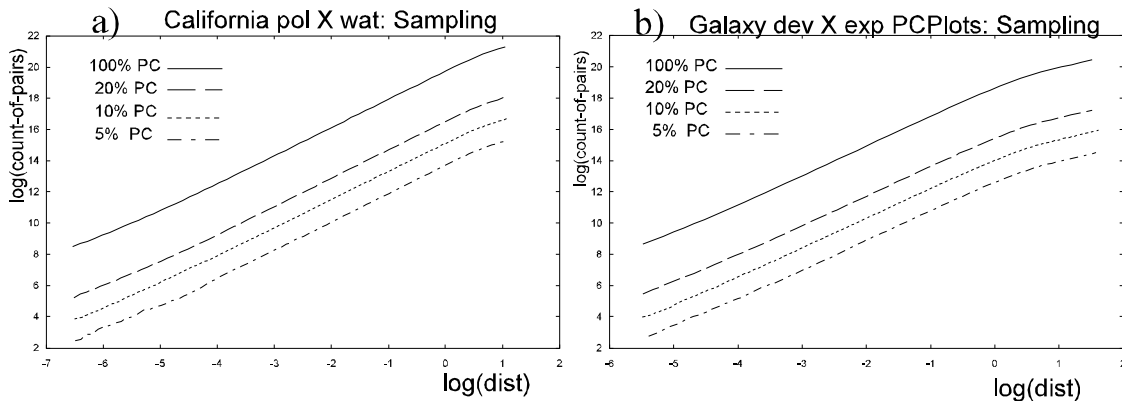 a)
California pol X wat: Sampling
log(count-of-pairs)
22
20
18
16
14
12
10
8
6
4
2
100% PC
20% PC
10% PC
5% PC
-7
-6
-5
-4
-3
-2
-1
0
1
2
log(dist)
b)
Galaxy dev X exp PCPlots: Sampling
log(count-of-pairs)
22
20
18
16
14
12
10
8
6
4
2
100% PC
20% PC
10% PC
5% PC
-6
-5
-4
-3
-2
-1
0
1
2
log(dist)